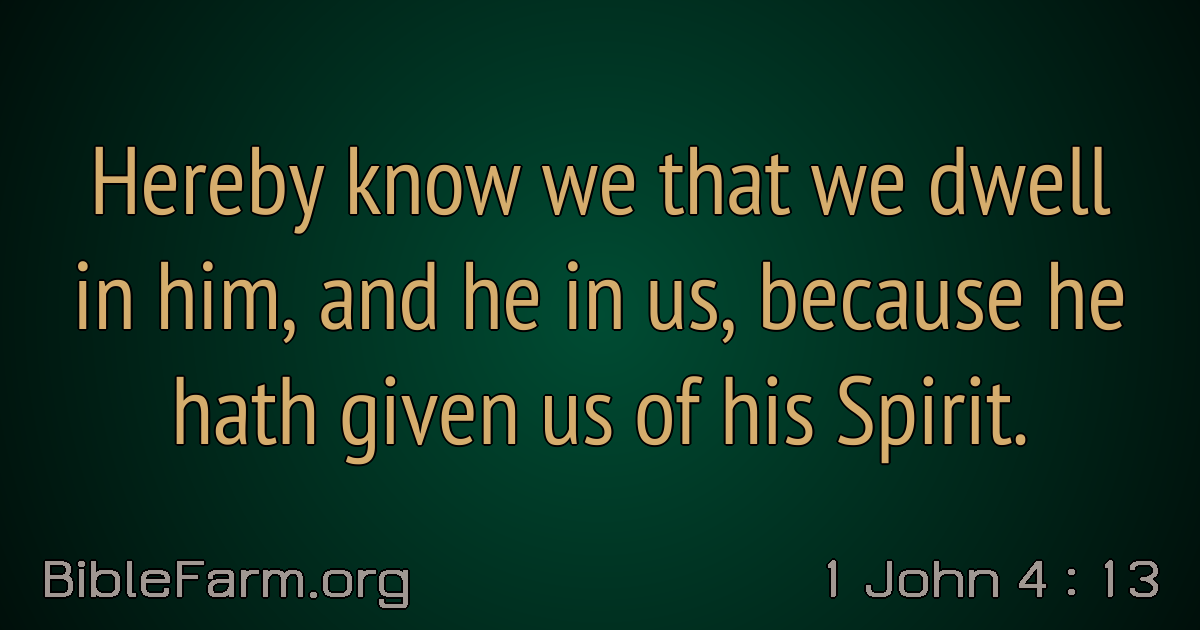 Hereby know we that we dwell
in him, and he in us, because he
hath given us of his Spirit.
BibleFarm.org
1 John 4 : 13